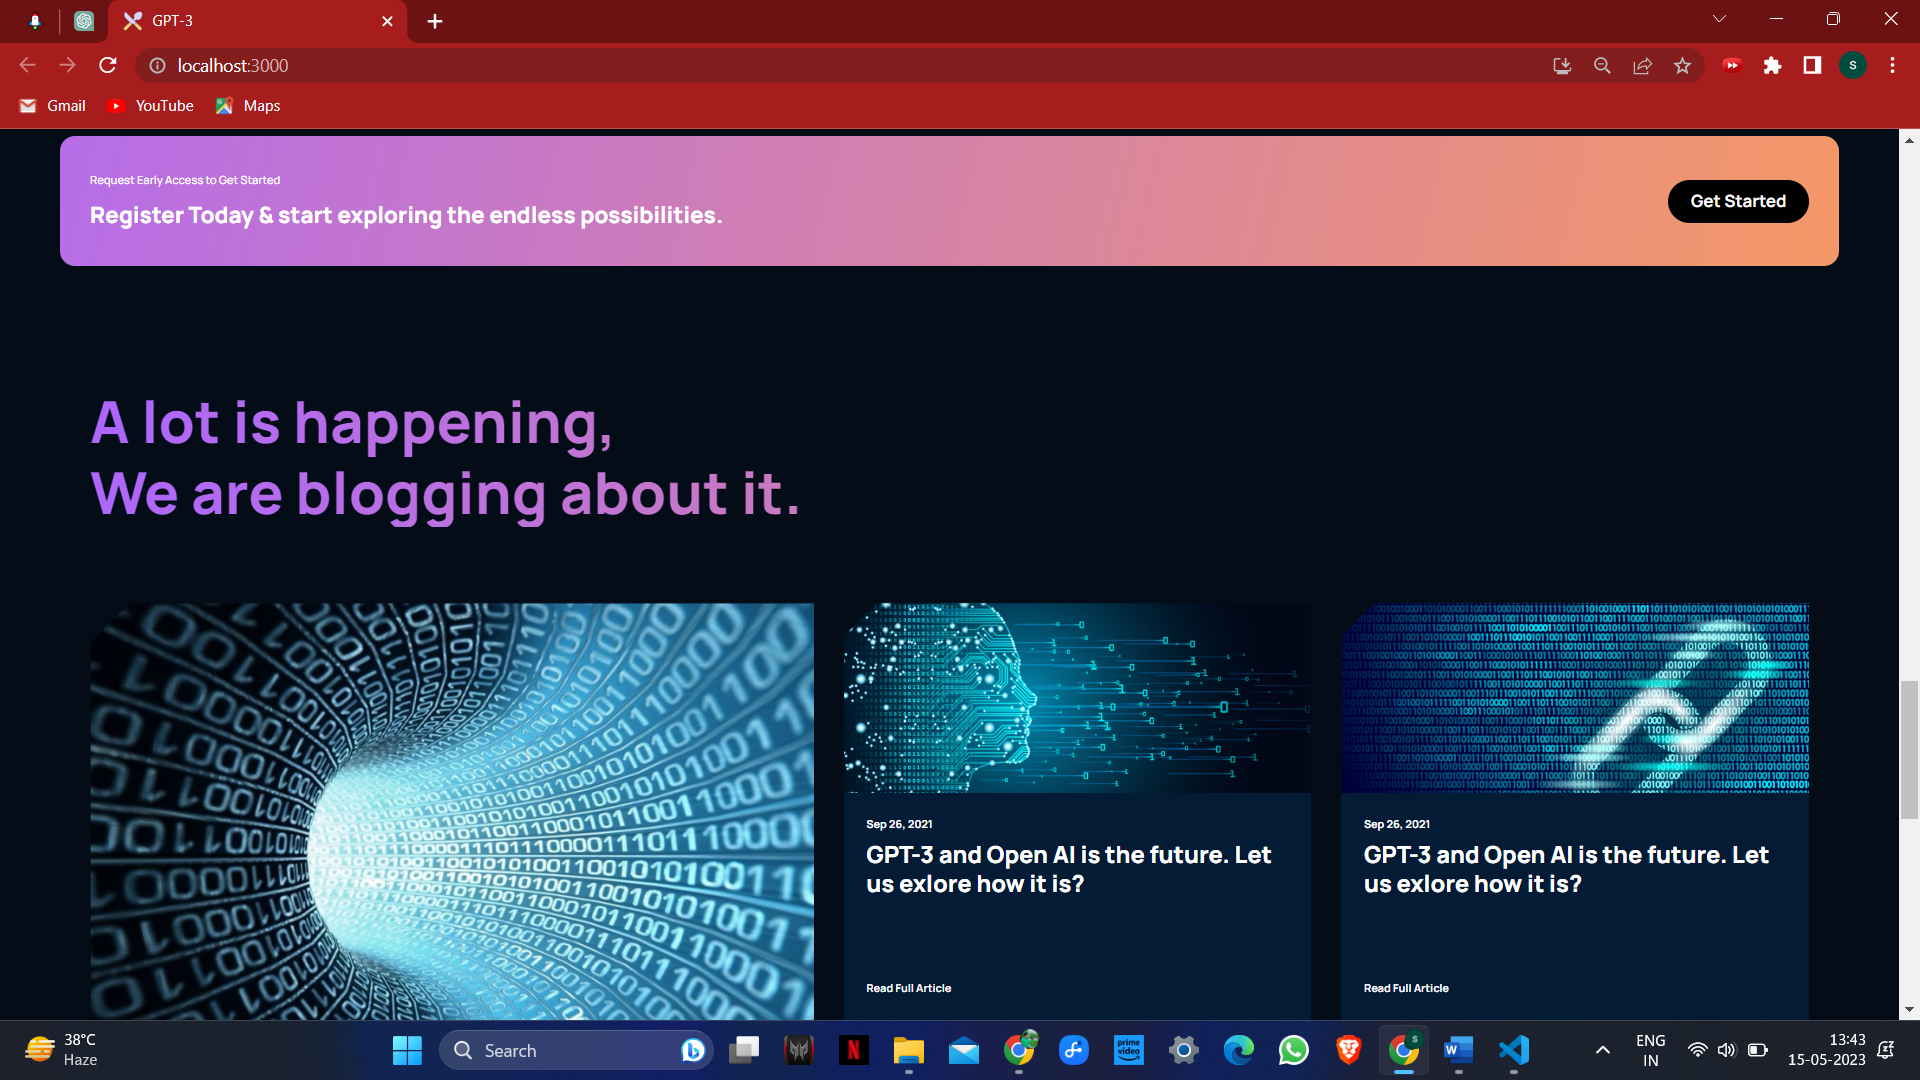 GPT-3
localhost:3000
S
Gmail
YouTube
Maps
Request Early Access to Get Started
Register Today & start exploring the endless possibilities.
Get Started
A lot is happening,
We are blogging about it.
Sep 26, 2021
GPT-3 and Open AI is the future. Let
us exlore how it is?
Read Full Article
Sep 26, 2021
GPT-3 and Open AI is the future. Let
us exlore how it is?
Read Full Article
38°C
Haze
Search
prime video
ENG
IN
13:43
15-05-2023